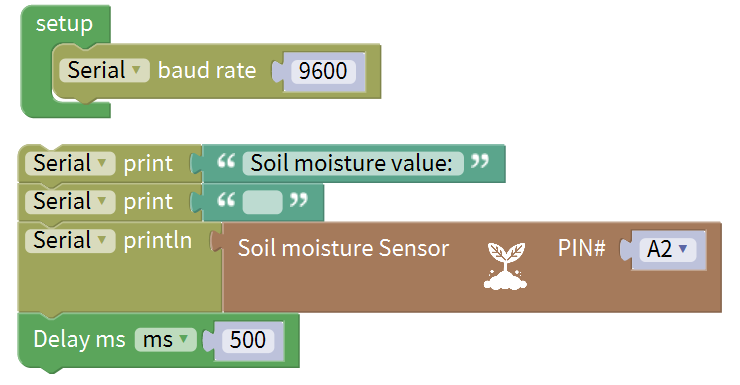 setup
Serial baud rate 9600
Serial print “ Soil moisture value: ”
Serial print “ ”
Serial println Soil moisture Sensor PIN# A2
Delay ms ms 500